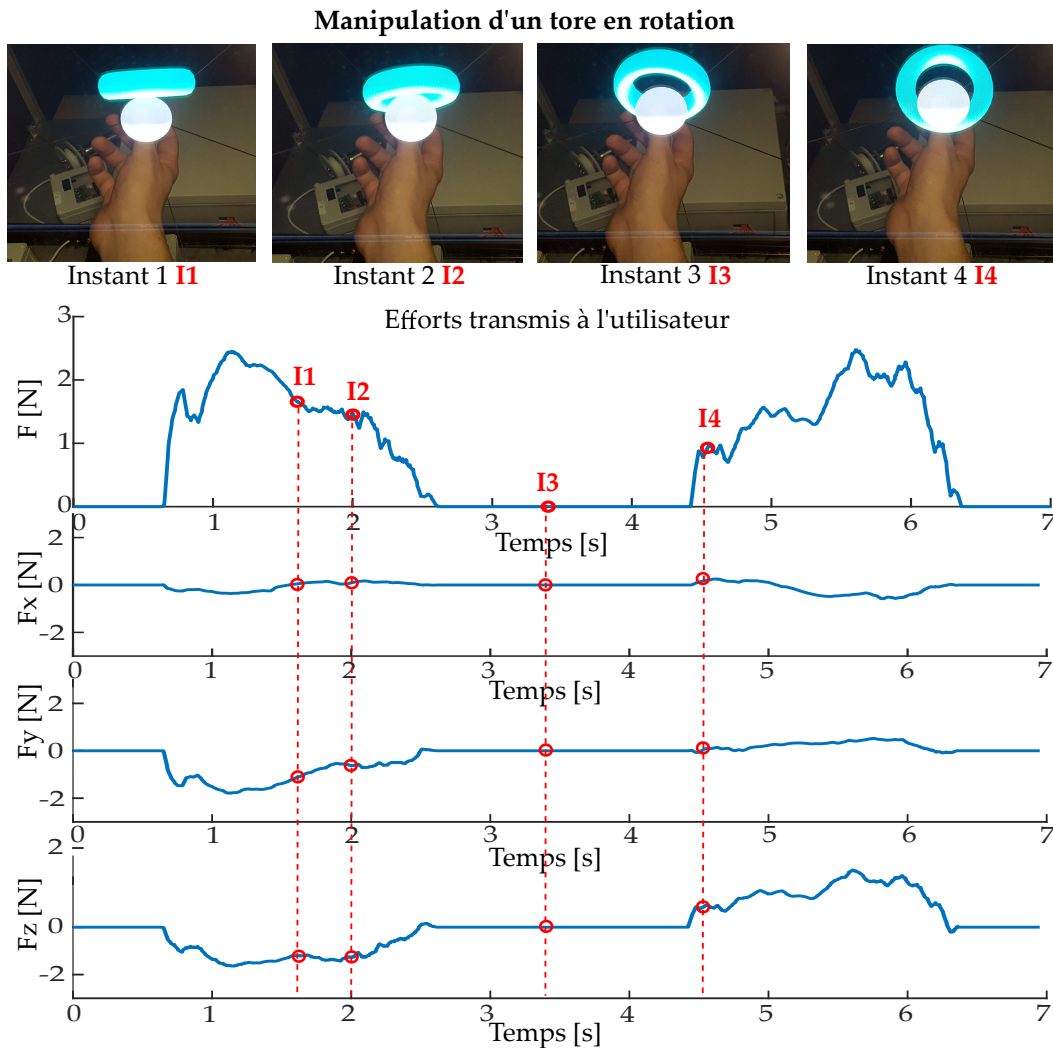 Manipulation d'un tore en rotation
Instant 1 I1
Instant 2 I2
Instant 3 I3
Instant 4 I4
Efforts transmis à l'utilisateur
F [N]
3
2
1
0
I1
I2
I3
I4
0 1 2 3 4 5 6 7
Temps [s]
Fx [N]
2
0
-2
0 1 2 3 4 5 6 7
Temps [s]
Fy [N]
2
0
-2
0 1 2 3 4 5 6 7
Temps [s]
Fz [N]
2
0
-2
0 1 2 3 4 5 6 7
Temps [s]